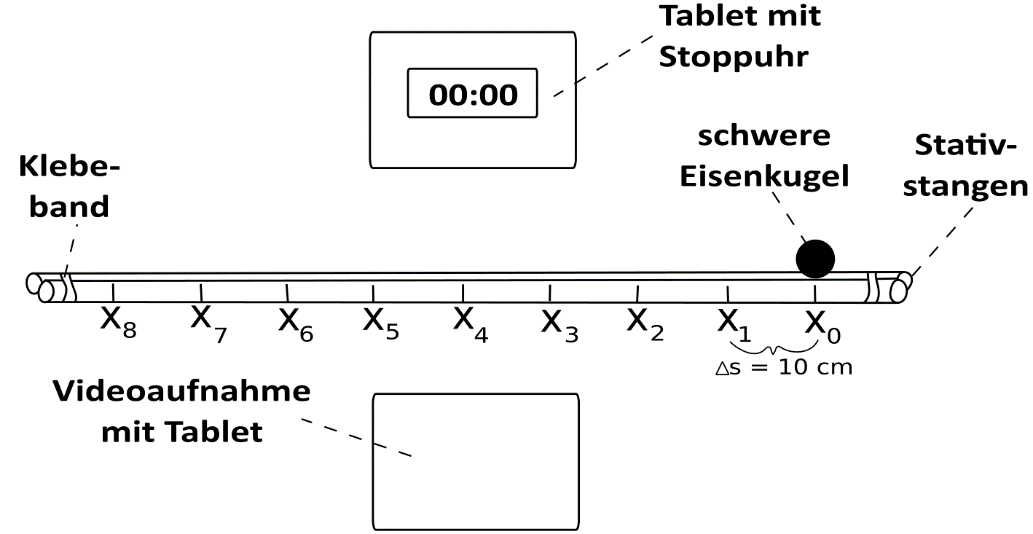 Tablet mit
Stoppuhr
00:00
schwere
Eisenkugel
Stativ-
stangen
Klebe-
band
X8 X7 X6 X5 X4 X3 X2 X1 X0
Δs = 10 cm
Videoaufnahme
mit Tablet